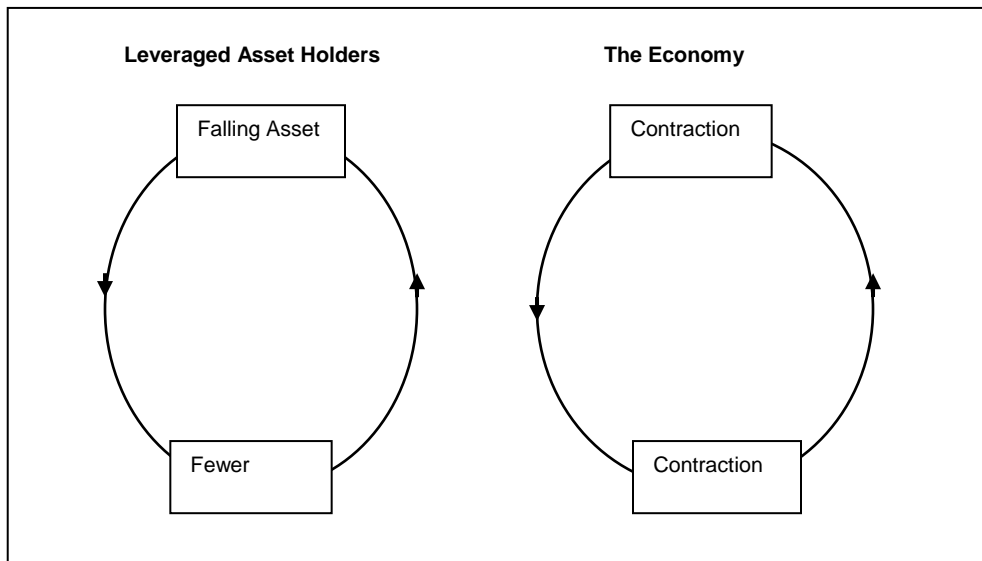 Leveraged Asset Holders
The Economy
Falling Asset
Contraction
Fewer
Contraction